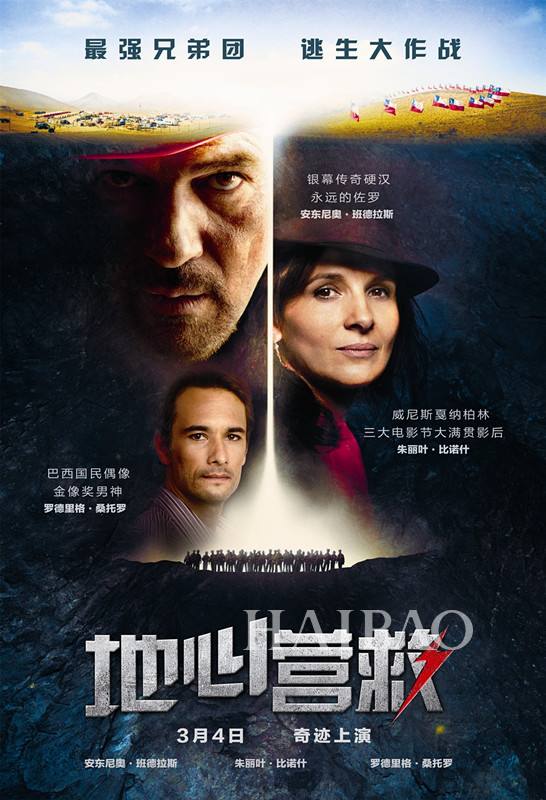 最强兄弟团 逃生大作战
银幕传奇硬汉
永远的佐罗
安东尼奥·班德拉斯
威尼斯戛纳柏林
三大电影节大满贯影后
朱丽叶·比诺什
巴西国民偶像
金像奖男神
罗德里格·桑托罗
HAIBAO
地心营救
3月4日 奇迹上演
安东尼奥·班德拉斯 朱丽叶·比诺什 罗德里格·桑托罗